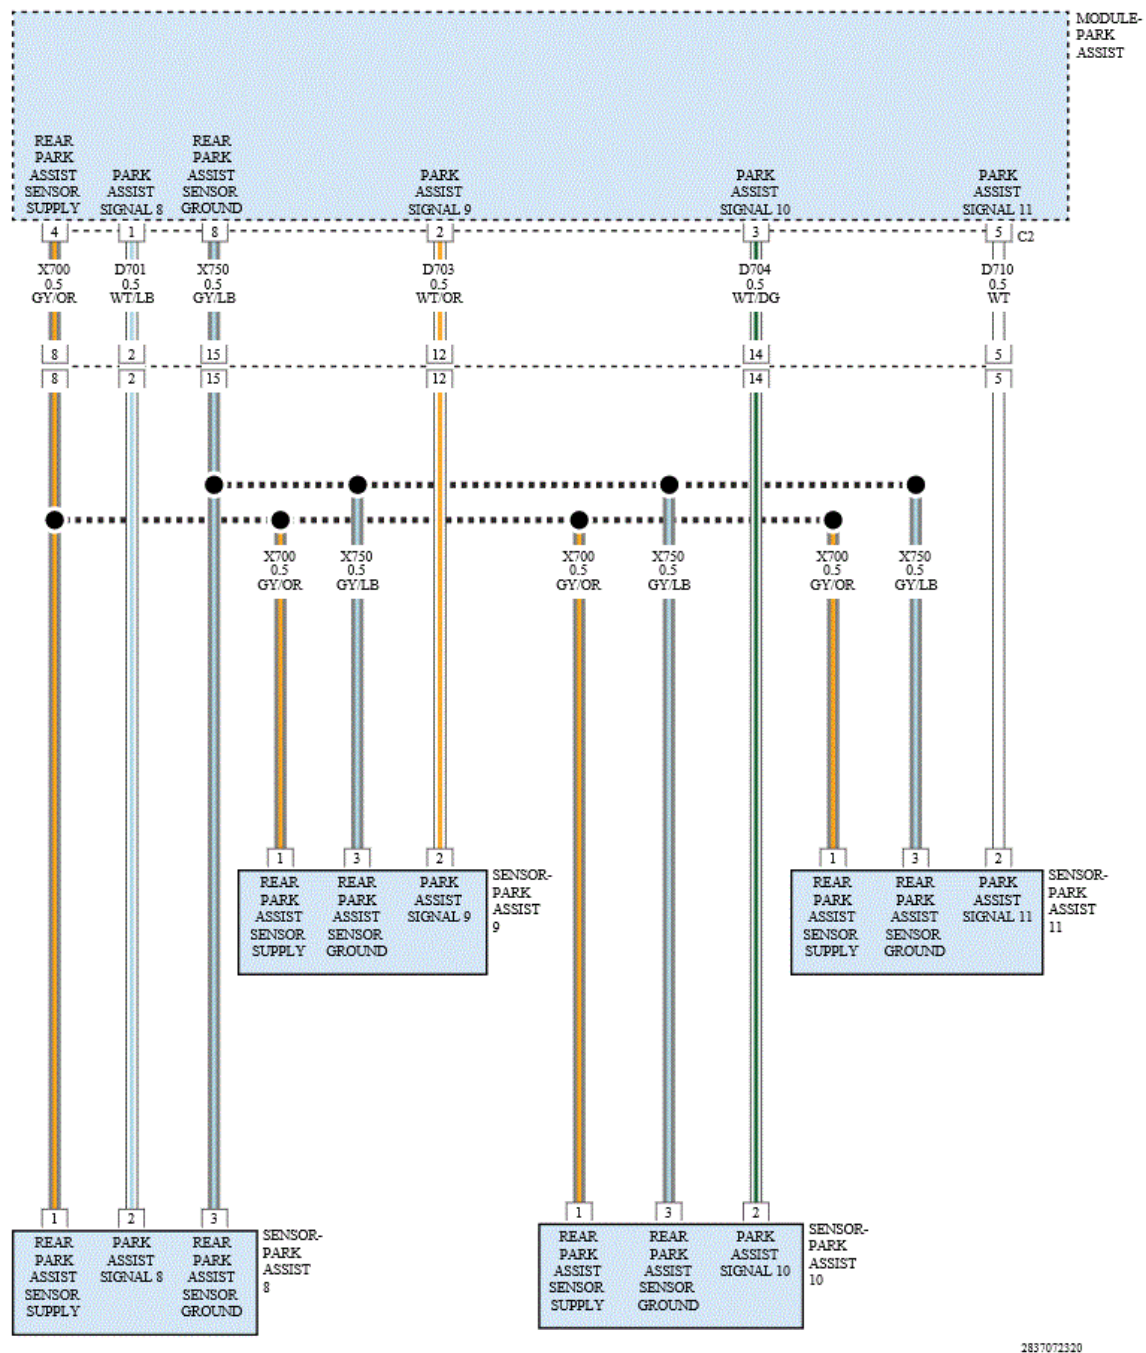 MODULE-
PARK
ASSIST
REAR
PARK
ASSIST
SENSOR
SUPPLY
PARK
ASSIST
SIGNAL 8
REAR
PARK
ASSIST
SENSOR
GROUND
PARK
ASSIST
SIGNAL 9
PARK
ASSIST
SIGNAL 10
PARK
ASSIST
SIGNAL 11
4 1 8 2 3 5 C2
X700
0.5
GY/OR
D701
0.5
WT/LB
X750
0.5
GY/LB
D703
0.5
WT/OR
D704
0.5
WT/DG
D710
0.5
WT
8 2 15 12 14 5
8 2 15 12 14 5
X700
0.5
GY/OR
X750
0.5
GY/LB
X700
0.5
GY/OR
X750
0.5
GY/LB
X700
0.5
GY/OR
X750
0.5
GY/LB
1 3 2
REAR
PARK
ASSIST
SENSOR
SUPPLY
REAR
PARK
ASSIST
SENSOR
GROUND
PARK
ASSIST
SIGNAL 9
SENSOR-
PARK
ASSIST
9
1 3 2
REAR
PARK
ASSIST
SENSOR
SUPPLY
REAR
PARK
ASSIST
SENSOR
GROUND
PARK
ASSIST
SIGNAL 11
SENSOR-
PARK
ASSIST
11
1 2 3
REAR
PARK
ASSIST
SENSOR
SUPPLY
PARK
ASSIST
SIGNAL 8
REAR
PARK
ASSIST
SENSOR
GROUND
SENSOR-
PARK
ASSIST
8
1 3 2
REAR
PARK
ASSIST
SENSOR
SUPPLY
REAR
PARK
ASSIST
SENSOR
GROUND
PARK
ASSIST
SIGNAL 10
SENSOR-
PARK
ASSIST
10
2837072320